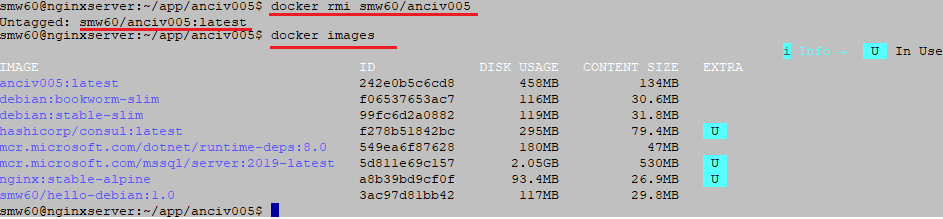 smw60@nginxserver:~/app/anciv005$ docker rmi smw60/anciv005
Untagged: smw60/anciv005:latest
smw60@nginxserver:~/app/anciv005$ docker images
i Info → U In Use
IMAGE ID DISK USAGE CONTENT SIZE EXTRA
anciv005:latest 242e0b5c6cd8 458MB 134MB
debian:bookworm-slim f06537653ac7 116MB 30.6MB
debian:stable-slim 99fc6d2a0882 119MB 31.8MB
hashicorp/consul:latest f278b51842bc 295MB 79.4MB U
mcr.microsoft.com/dotnet/runtime-deps:8.0 549ea6f87628 180MB 47MB
mcr.microsoft.com/mssql/server:2019-latest 5d811e69c157 2.05GB 530MB U
nginx:stable-alpine a8b39bd9cf0f 93.4MB 26.9MB U
smw60/hello-debian:1.0 3ac97d81bb42 117MB 29.8MB
smw60@nginxserver:~/app/anciv005$